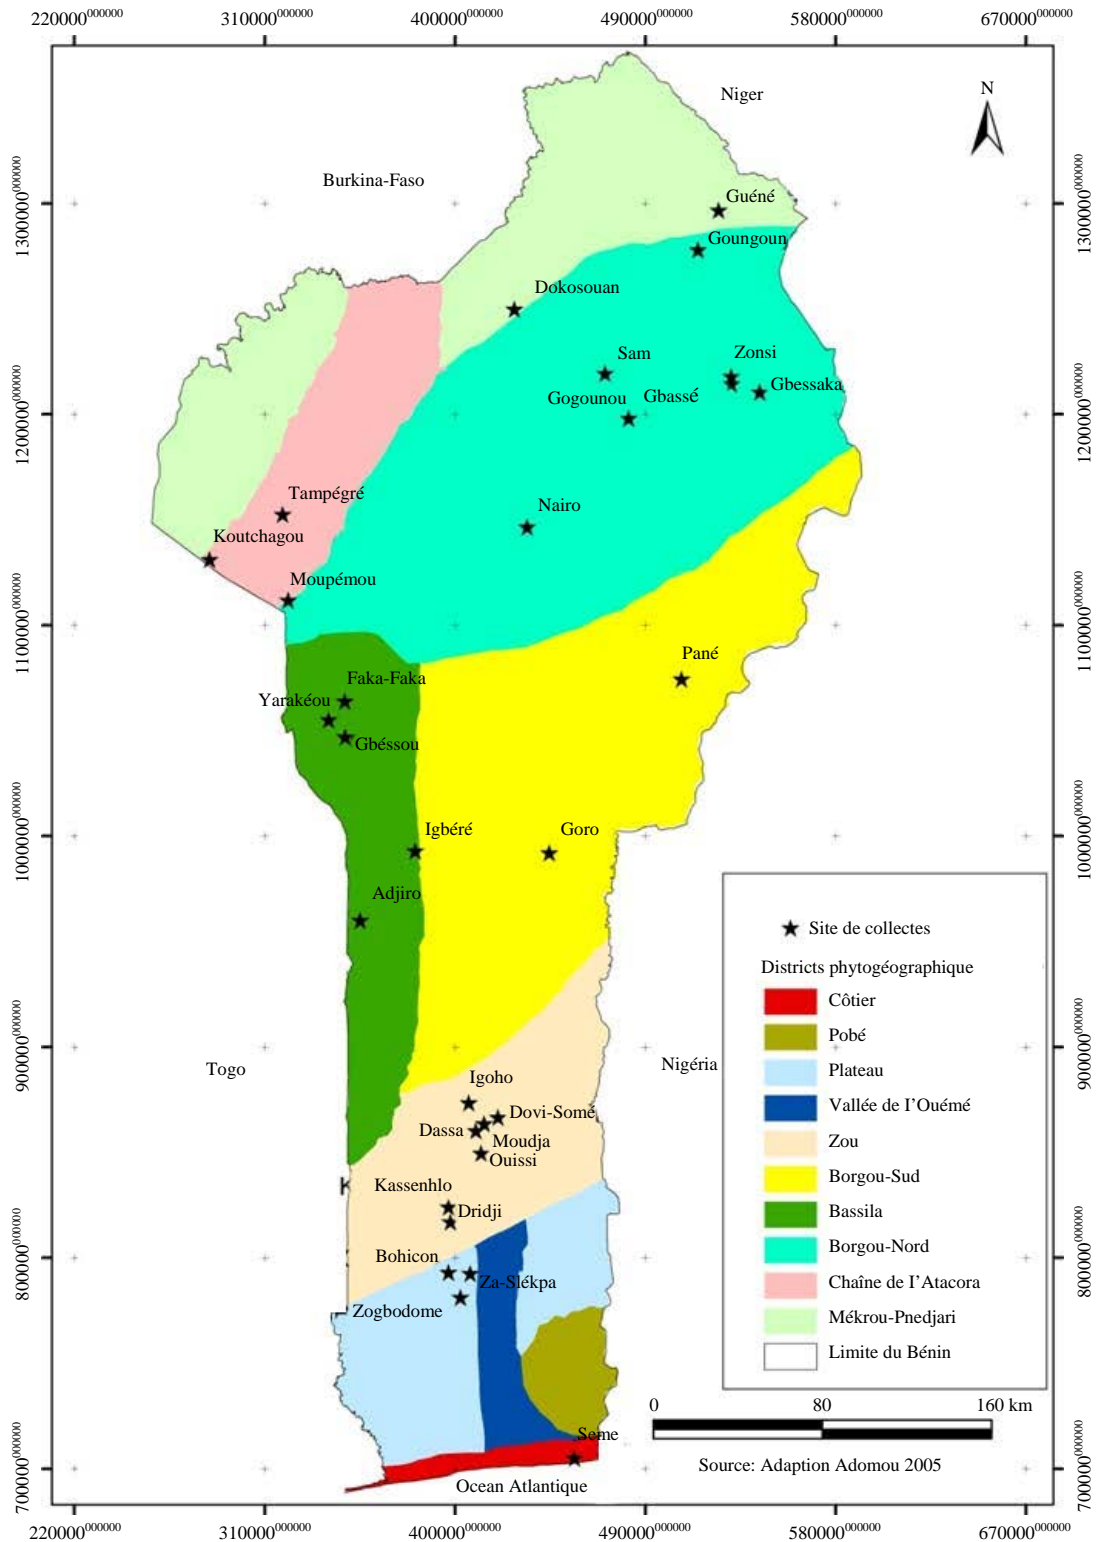 220000000000 310000000000 400000000000 490000000000 580000000000 670000000000
N
Niger
Burkina-Faso
1300000000000
1300000000000
Guéné
Goungoun
Dokosouan
Sam
Zonsi
Gogounou
Gbassé
Gbessaka
1200000000000
1200000000000
Tampégré
Nairo
Koutchagou
Moupémou
1100000000000
1100000000000
Pané
Faka-Faka
Yarakéou
Gbéssou
Igbéré
Goro
1000000000000
1000000000000
Adjiro
Togo
Nigéria
900000000000
900000000000
Igoho
Dovi-Somé
Dassa
Moudja
Ouissi
Kassenhlo
Dridji
Bohicon
Za-Slékpa
Zogbodome
800000000000
800000000000
Seme
Ocean Atlantique
700000000000
700000000000
Site de collectes
Districts phytogéographique
Côtier
Pobé
Plateau
Vallée de I'Ouémé
Zou
Borgou-Sud
Bassila
Borgou-Nord
Chaîne de I'Atacora
Mékrou-Pnedjari
Limite du Bénin
0 80 160 km
Source: Adaption Adomou 2005
220000000000 310000000000 400000000000 490000000000 580000000000 670000000000